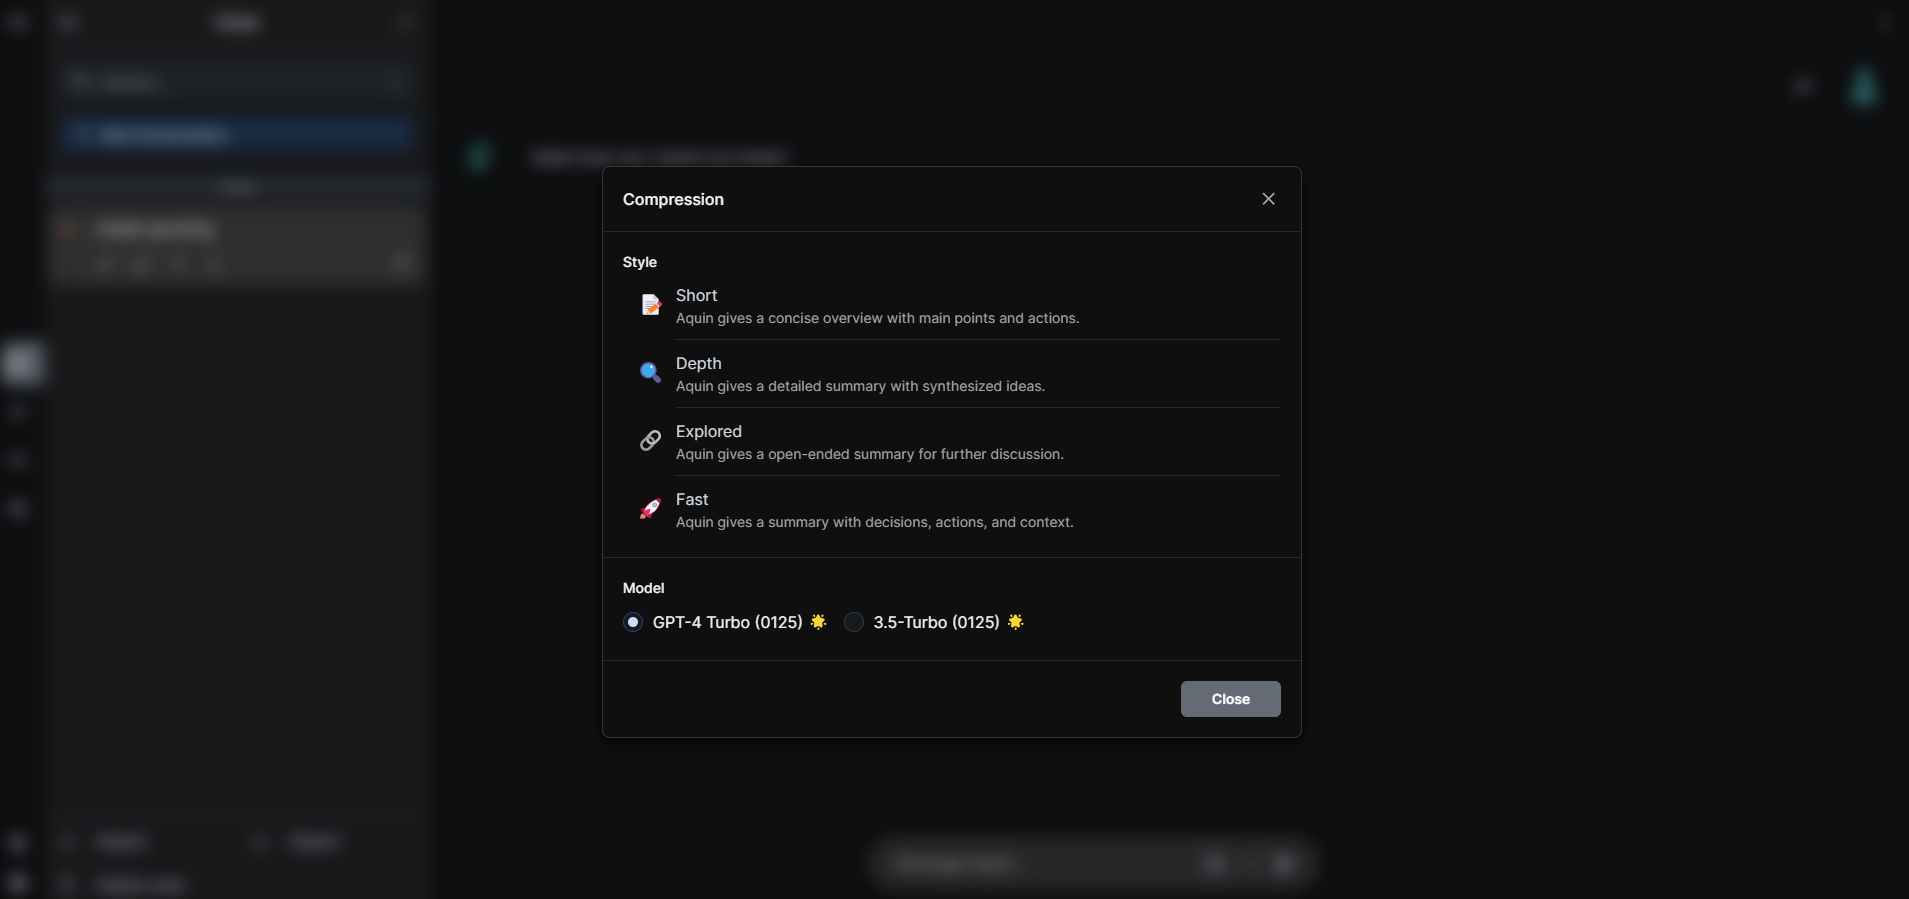 Compression
Style
Short
Aquin gives a concise overview with main points and actions.
Depth
Aquin gives a detailed summary with synthesized ideas.
Explored
Aquin gives a open-ended summary for further discussion.
Fast
Aquin gives a summary with decisions, actions, and context.
Model
GPT-4 Turbo (0125) 🌟 3.5-Turbo (0125) 🌟
Close